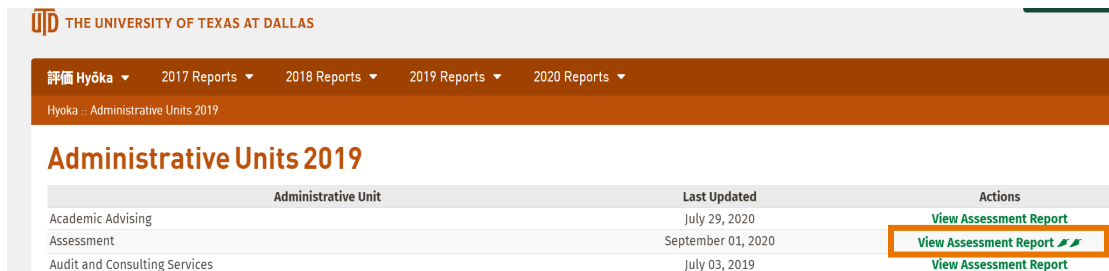 UTD THE UNIVERSITY OF TEXAS AT DALLAS
評価 Hyōka 2017 Reports 2018 Reports 2019 Reports 2020 Reports
Hyoka :: Administrative Units 2019
Administrative Units 2019
Administrative Unit Last Updated Actions
Academic Advising July 29, 2020 View Assessment Report
Assessment September 01, 2020 View Assessment Report
Audit and Consulting Services July 03, 2019 View Assessment Report